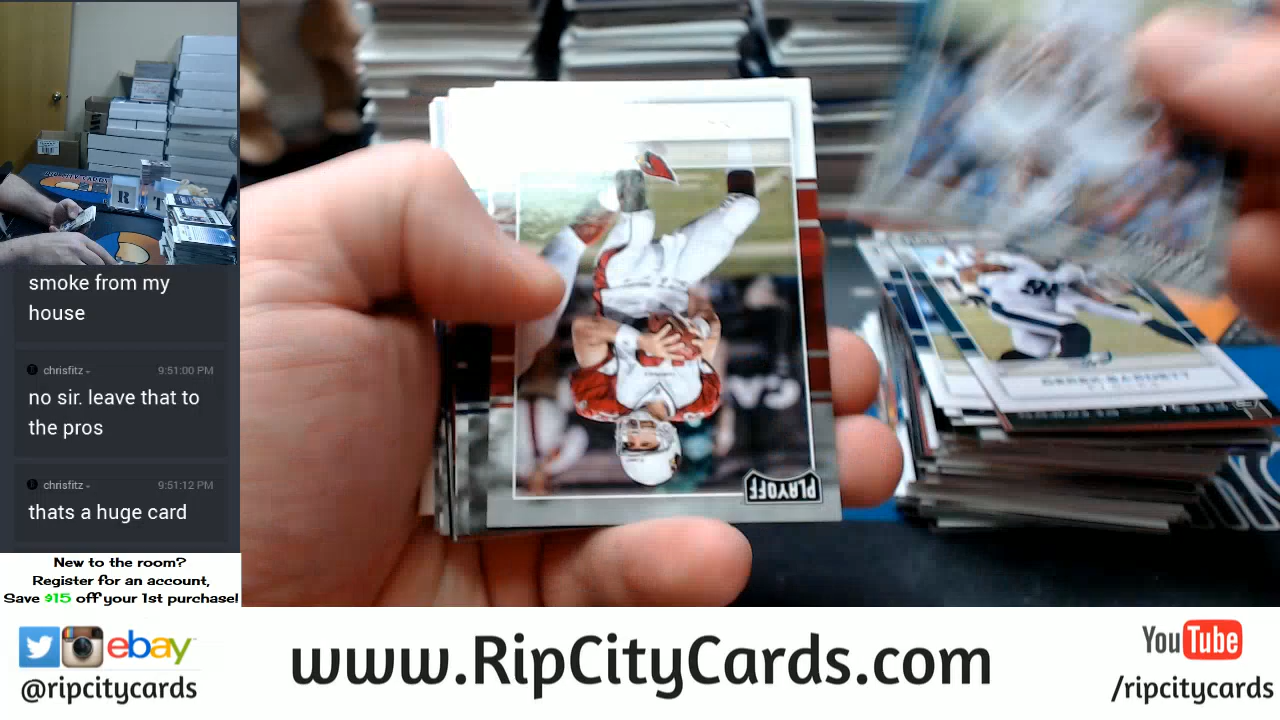 smoke from my
house
chrisfitz
9:51:00 PM
no sir. leave that to
the pros
chrisfitz
9:51:12 PM
thats a huge card
New to the room?
Register for an account,
Save $15 off your 1st purchase!
PLAYOFF
ebay
@ripcitycards
www.RipCityCards.com
YouTube
/ripcitycards